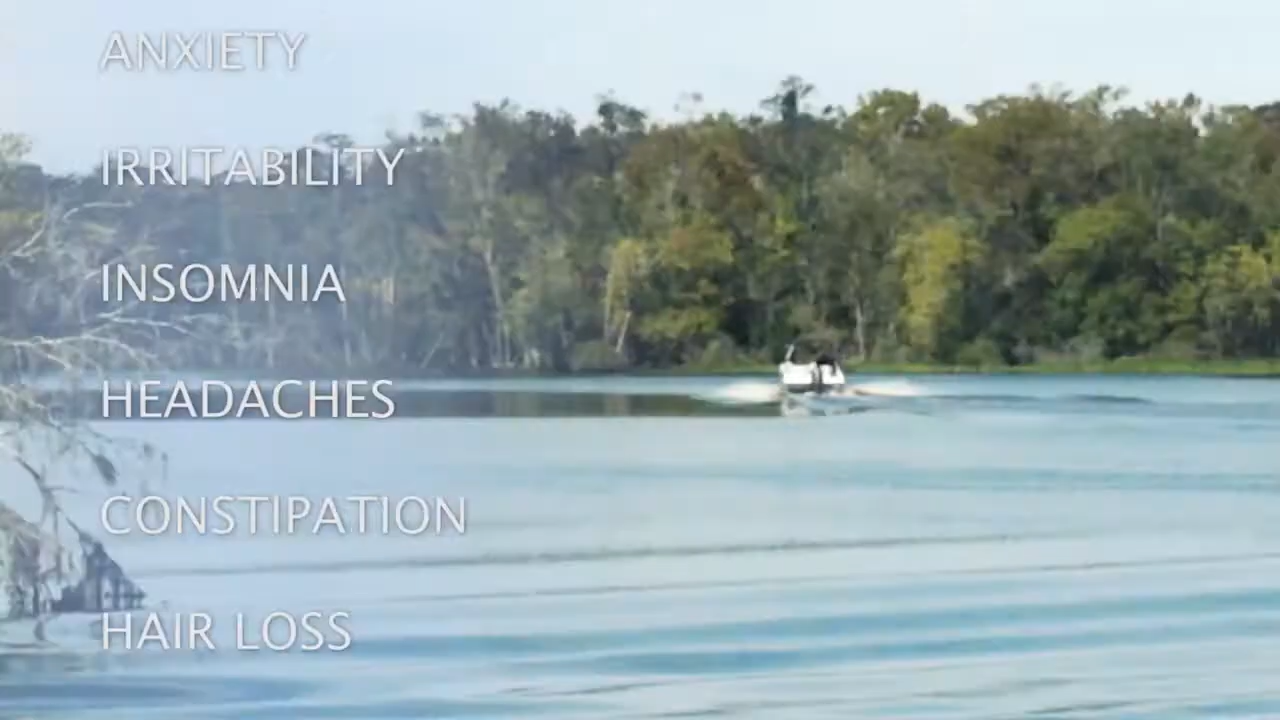 ANXIETY
IRRITABILITY
INSOMNIA
HEADACHES
CONSTIPATION
HAIR LOSS